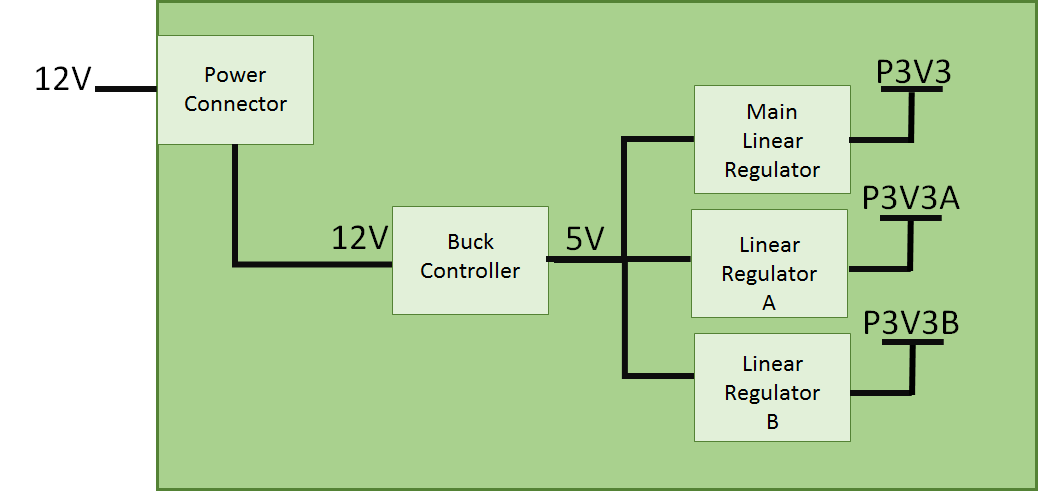 12V
Power
Connector
12V
Buck
Controller
5V
Main
Linear
Regulator
P3V3
Linear
Regulator
A
P3V3A
Linear
Regulator
B
P3V3B